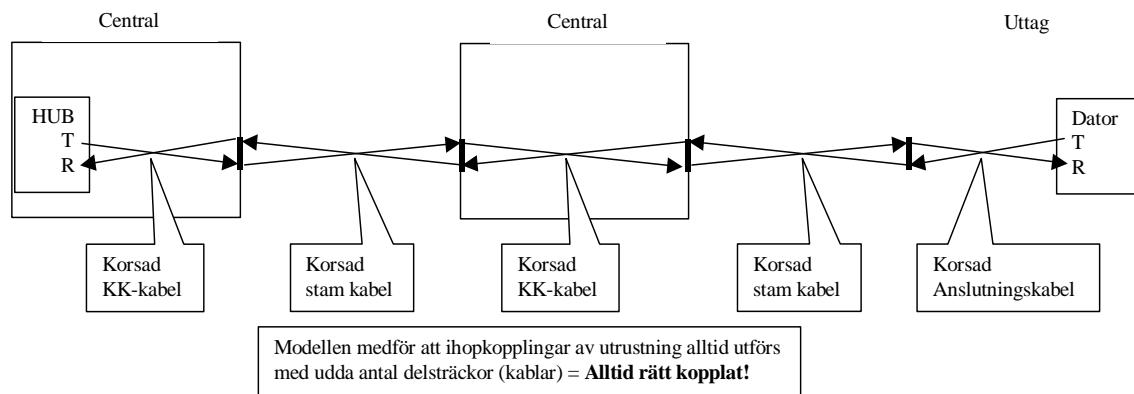 Central
Central
Uttag
HUB
T
R
Dator
T
R
Korsad
KK-kabel
Korsad
stam kabel
Korsad
KK-kabel
Korsad
stam kabel
Korsad
Anslutningskabel
Modellen medför att ihopkopplingar av utrustning alltid utförs
med udda antal delsträckor (kablar) = Alltid rätt kopplat!